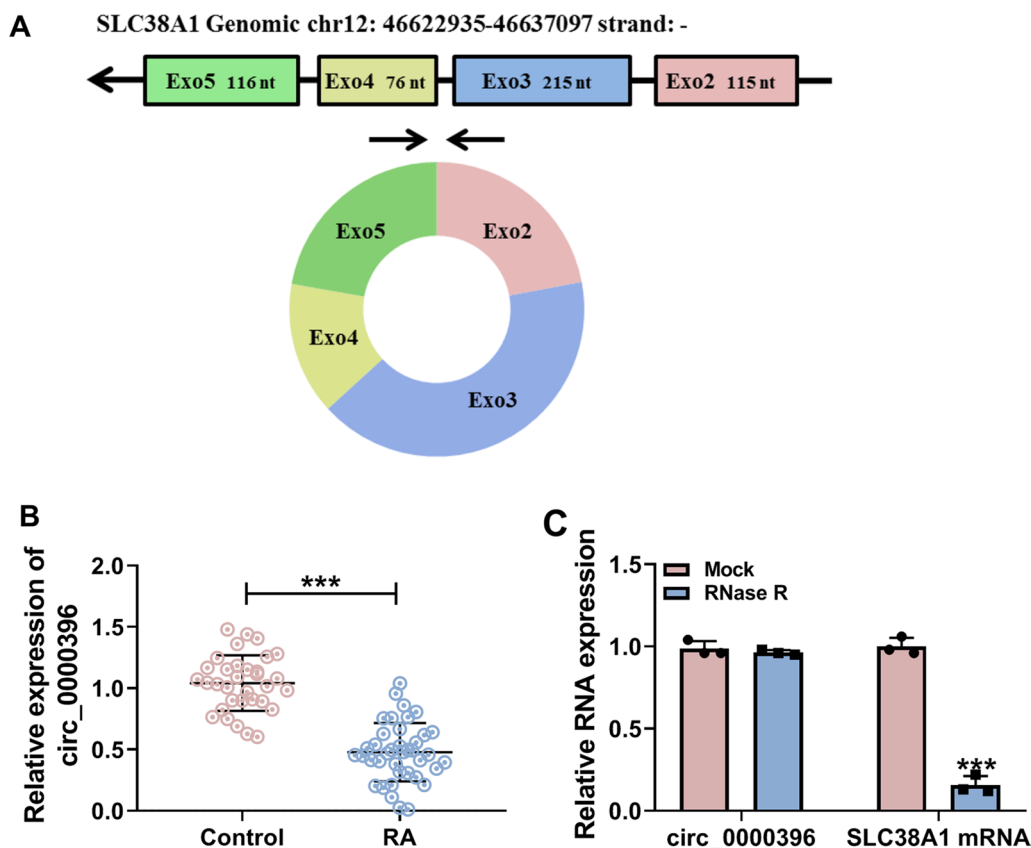 A
SLC38A1 Genomic chr12: 46622935-46637097 strand: -
Exo5 116 nt
Exo4 76 nt
Exo3 215 nt
Exo2 115 nt
Exo5
Exo2
Exo4
Exo3
B
Relative expression of
circ_0000396
2.0
1.5
1.0
0.5
0.0
***
Control
RA
C
Relative RNA expression
1.5
1.0
0.5
0.0
Mock
RNase R
***
circ_0000396
SLC38A1 mRNA